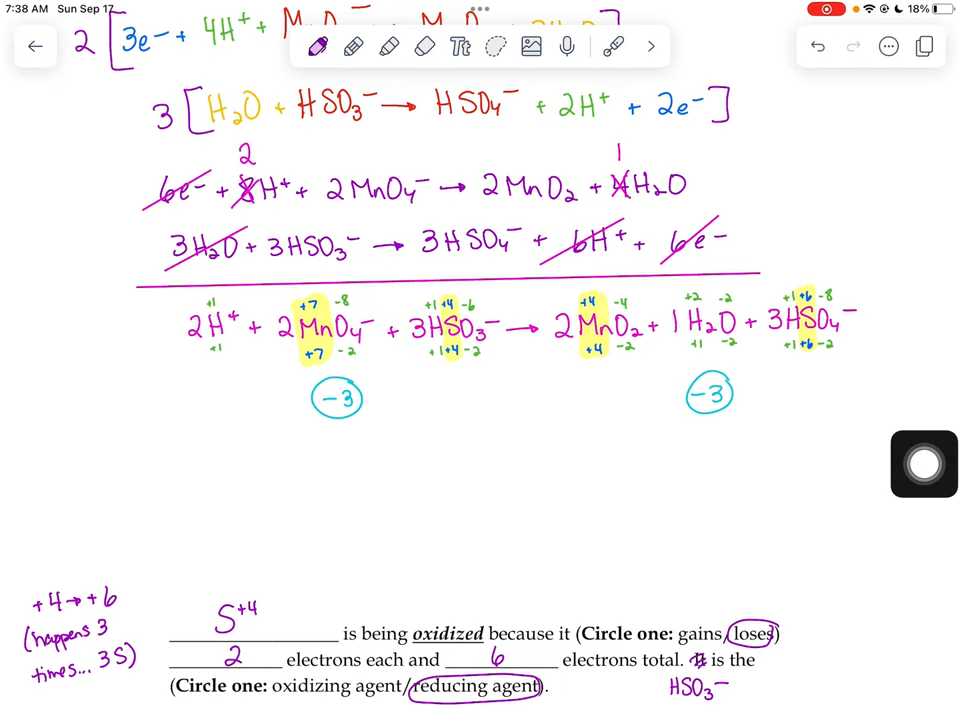 7:38 AM Sun Sep 17
18%
2 [3e- + 4H+ +
Tt
3 [H₂O + HSO₃⁻ → HSO₄⁻ + 2H⁺ + 2e⁻]
2 1
6e- + 8H+ + 2MnO₄⁻ → 2MnO₂ + 4H₂O
3H₂O + 3HSO₃⁻ → 3HSO₄⁻ + 6H+ + 6e-
+1 +7 -8 +1 +4 -6 +4 -4 +2 -2 +1 +6 -8
2H⁺ + 2MnO₄⁻ + 3HSO₃⁻ → 2MnO₂ + 1H₂O + 3HSO₄⁻
+1 +7 -2 +1 +4 -2 +4 -2 +1 -2 +1 +6 -2
-3 -3
+4 → +6
(happens 3
times... 3S)
S⁺⁴ is being oxidized because it (Circle one: gains/loses)
2 electrons each and 6 electrons total. It is the
HSO₃⁻
(Circle one: oxidizing agent/reducing agent).